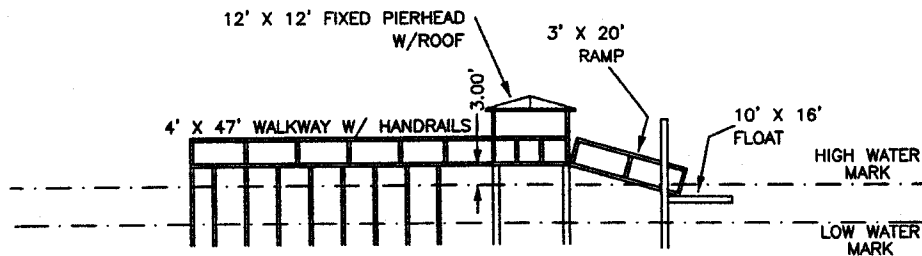 12' X 12' FIXED PIERHEAD
W/ROOF
3' X 20'
RAMP
3.00'
4' X 47' WALKWAY W/ HANDRAILS
10' X 16'
FLOAT
HIGH WATER
MARK
LOW WATER
MARK